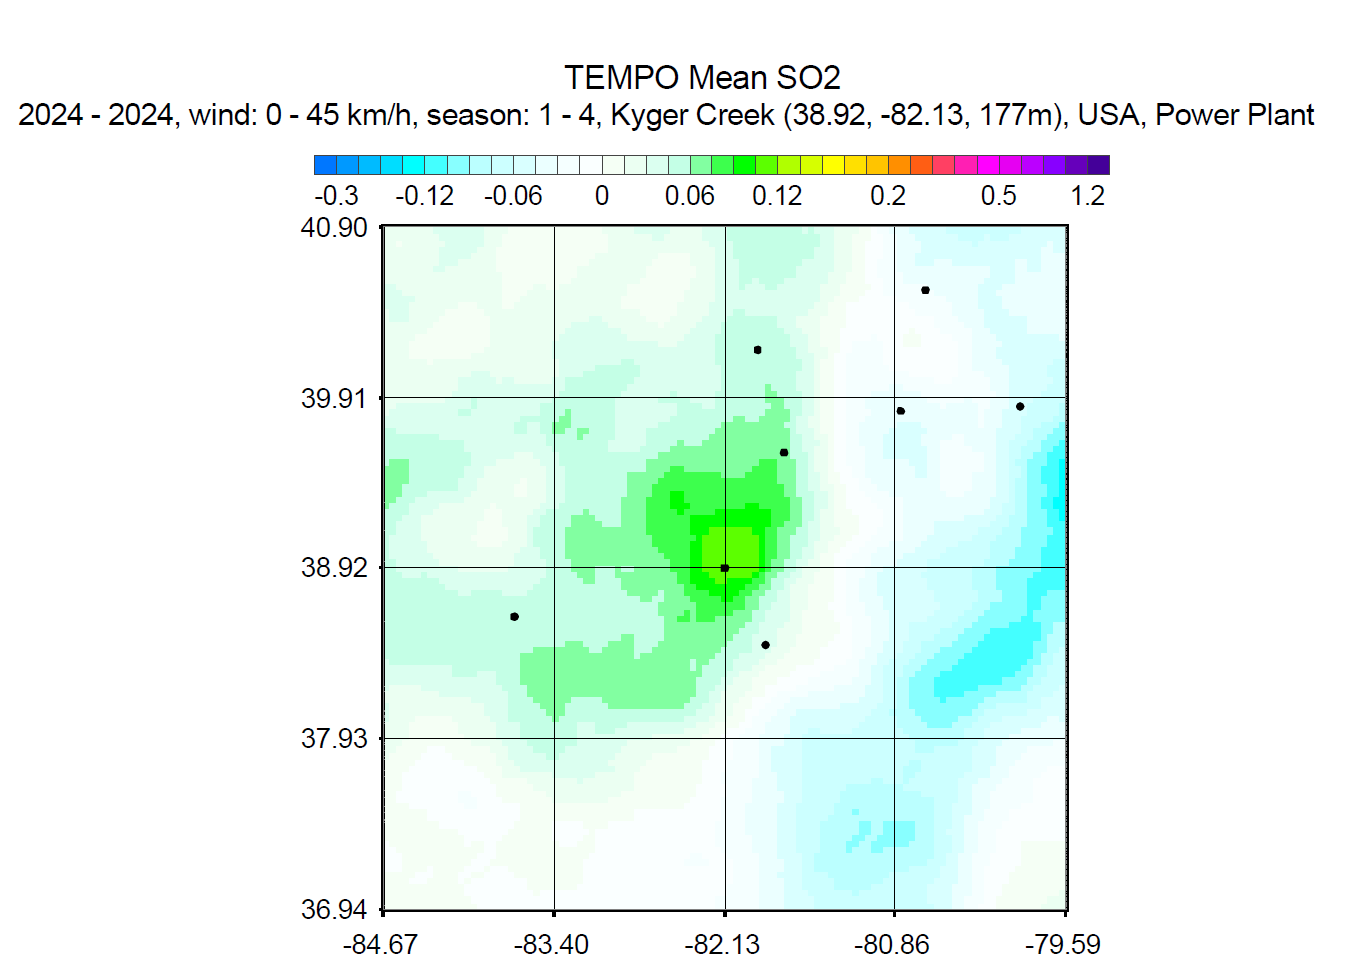 TEMPO Mean SO2
2024 - 2024, wind: 0 - 45 km/h, season: 1 - 4, Kyger Creek (38.92, -82.13, 177m), USA, Power Plant
-0.3 -0.12 -0.06 0 0.06 0.12 0.2 0.5 1.2
40.90
39.91
38.92
37.93
36.94
-84.67 -83.40 -82.13 -80.86 -79.59